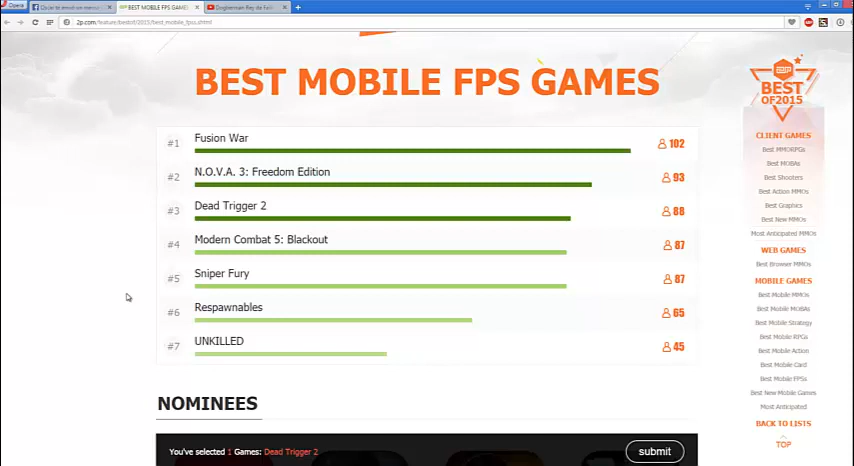 Opera
BEST MOBILE FPS GAMES
2p.com/feature/bestof/2015/best_mobile_fpss.shtml
BEST MOBILE FPS GAMES
#1 Fusion War 102
#2 N.O.V.A. 3: Freedom Edition 93
#3 Dead Trigger 2 88
#4 Modern Combat 5: Blackout 87
#5 Sniper Fury 87
#6 Respawnables 65
#7 UNKILLED 45
NOMINEES
You've selected 1 Games: Dead Trigger 2
submit
BEST
OF2015
CLIENT GAMES
Best MMORPGs
Best MOBAs
Best Shooters
Best Action MMOs
Best Graphics
Best New MMOs
Most Anticipated MMOs
WEB GAMES
Best Browser MMOs
MOBILE GAMES
Best Mobile MMOs
Best Mobile MOBAs
Best Mobile Strategy
Best Mobile RPGs
Best Mobile Action
Best Mobile Card
Best Mobile FPSs
Best New Mobile Games
Most Anticipated
BACK TO LISTS
TOP